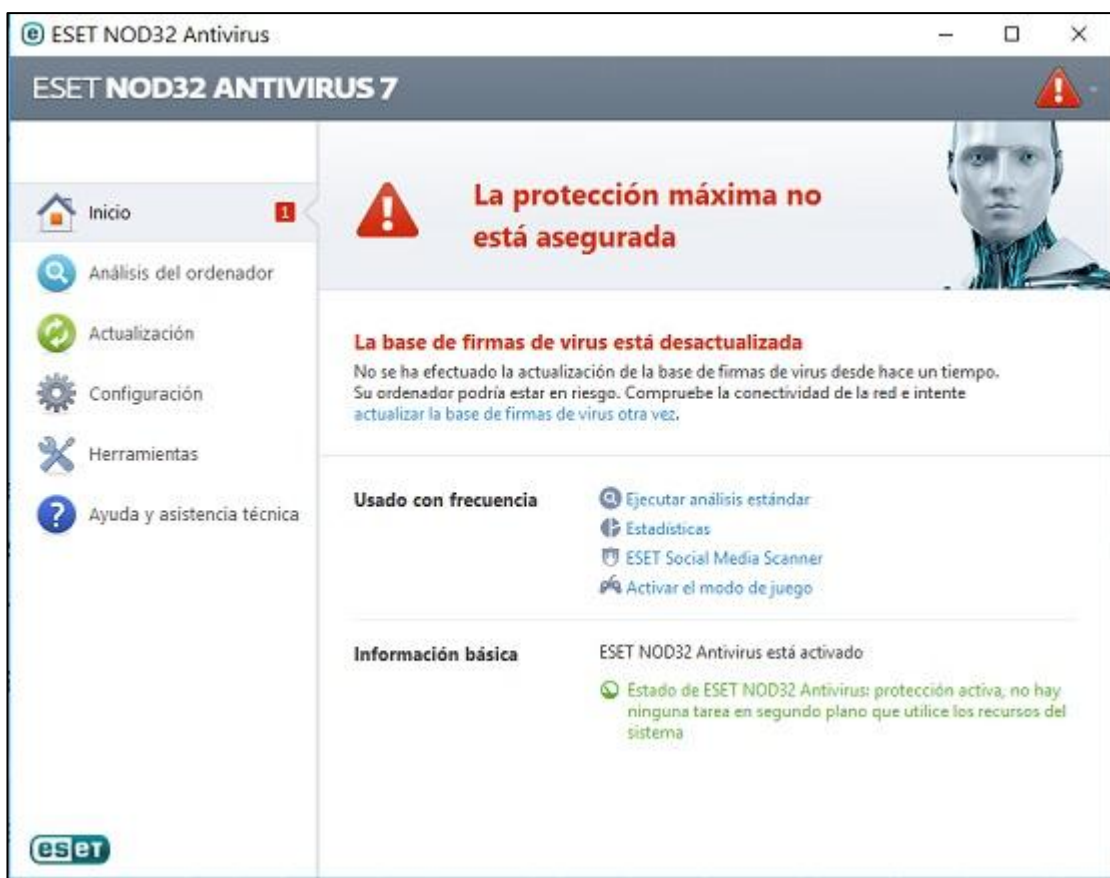 ESET NOD32 Antivirus
ESET NOD32 ANTIVIRUS 7
Inicio 1
Análisis del ordenador
Actualización
Configuración
Herramientas
Ayuda y asistencia técnica
La protección máxima no
está asegurada
La base de firmas de virus está desactualizada
No se ha efectuado la actualización de la base de firmas de virus desde hace un tiempo.
Su ordenador podría estar en riesgo. Compruebe la conectividad de la red e intente
actualizar la base de firmas de virus otra vez.
Usado con frecuencia
Ejecutar análisis estándar
Estadísticas
ESET Social Media Scanner
Activar el modo de juego
Información básica
ESET NOD32 Antivirus está activado
Estado de ESET NOD32 Antivirus: protección activa, no hay
ninguna tarea en segundo plano que utilice los recursos del
sistema
eset